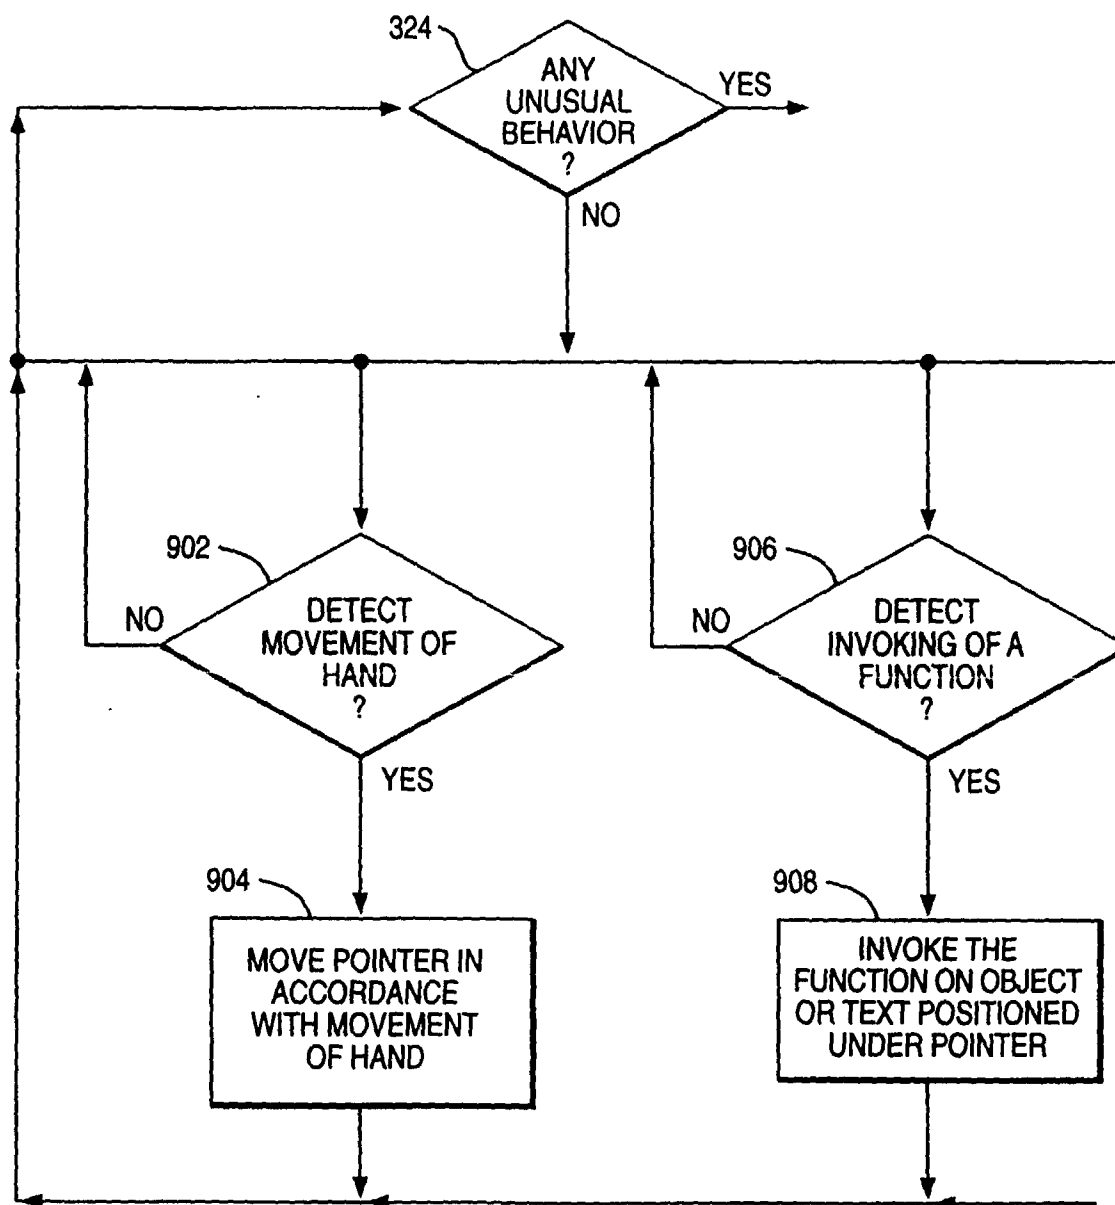 324
ANY
UNUSUAL
BEHAVIOR
?
YES
NO
902
NO
DETECT
MOVEMENT OF
HAND
?
YES
906
NO
DETECT
INVOKING OF A
FUNCTION
?
YES
904
MOVE POINTER IN
ACCORDANCE
WITH MOVEMENT
OF HAND
908
INVOKE THE
FUNCTION ON OBJECT
OR TEXT POSITIONED
UNDER POINTER